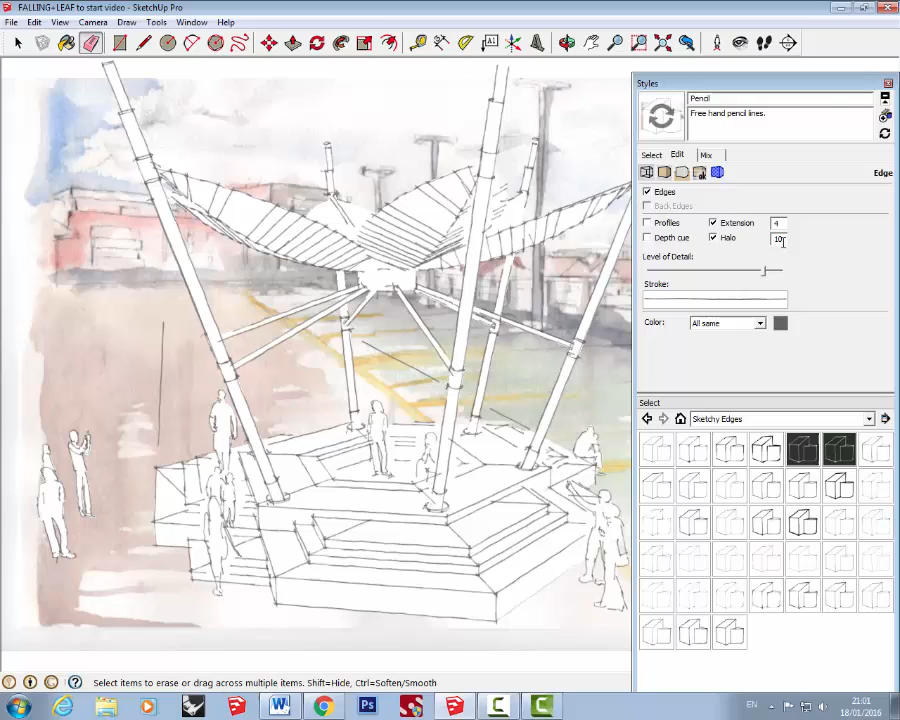 FALLING+LEAF to start video - SketchUp Pro
File Edit View Camera Draw Tools Window Help
A1
Styles
Pencil
Free hand pencil lines.
Select Edit Mix
Edge
Edges
Back Edges
Profiles Extension 4
Depth cue Halo 10
Level of Detail:
Stroke:
Color: All same
Select
Sketchy Edges
Select items to erase or drag across multiple items. Shift=Hide, Ctrl=Soften/Smooth
W Ps C C
EN
21:01
18/01/2016